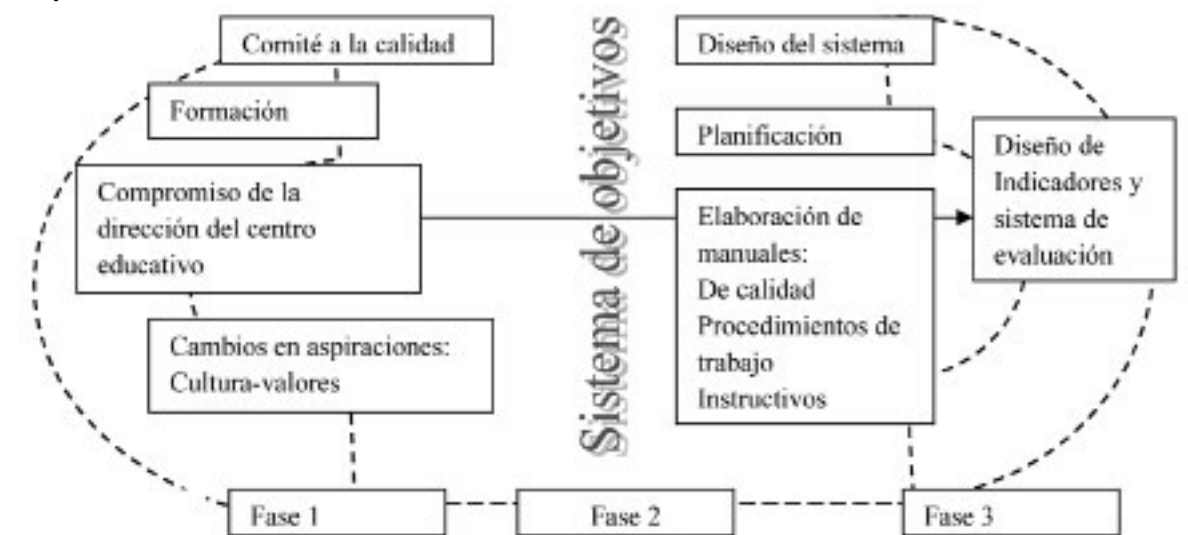 Comité a la calidad
Formación
Compromiso de la
dirección del centro
educativo
Cambios en aspiraciones:
Cultura-valores
Sistema de objetivos
Diseño del sistema
Planificación
Elaboración de
manuales:
De calidad
Procedimientos de
trabajo
Instructivos
Diseño de
Indicadores y
sistema de
evaluación
Fase 1
Fase 2
Fase 3